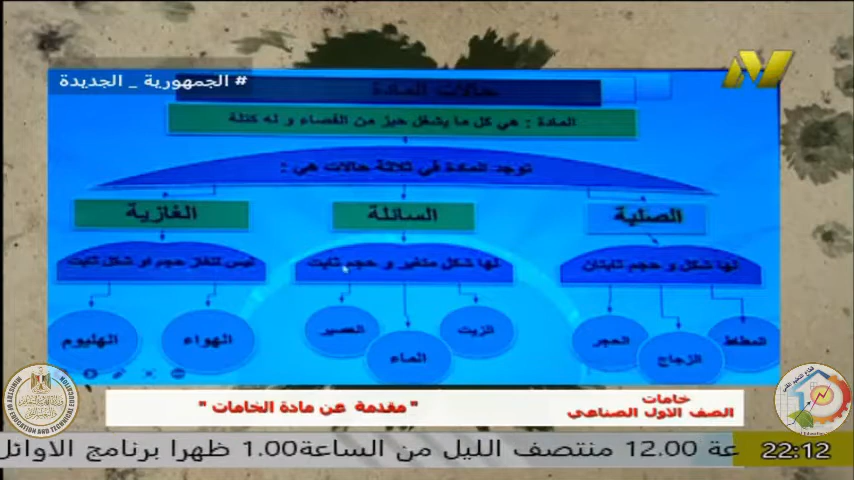 # الجمهورية _ الجديدة
حالات المادة
المادة : هي كل ما يشغل حيز من الفضاء و له كتلة
توجد المادة في ثلاثة حالات هي :
الصلبة
السائلة
الغازية
لها شكل و حجم ثابتان
لها شكل متغير و حجم ثابت
ليس للغاز حجم او شكل ثابت
المطاط
الزجاج
الحجر
الزيت
الماء
العصير
الهواء
الهليوم
خامات
الصف الاول الصناعي
" مقدمة عن مادة الخامات "
عة 12.00 منتصف الليل من الساعة1.00 ظهرا برنامج الاوائل
22:12